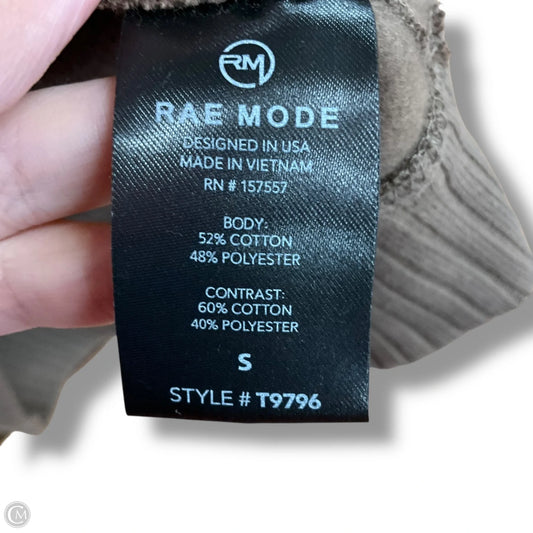 RM
RAE MODE
DESIGNED IN USA
MADE IN VIETNAM
RN # 157557
BODY:
52% COTTON
48% POLYESTER
CONTRAST:
60% COTTON
40% POLYESTER
S
STYLE # T9796
CM